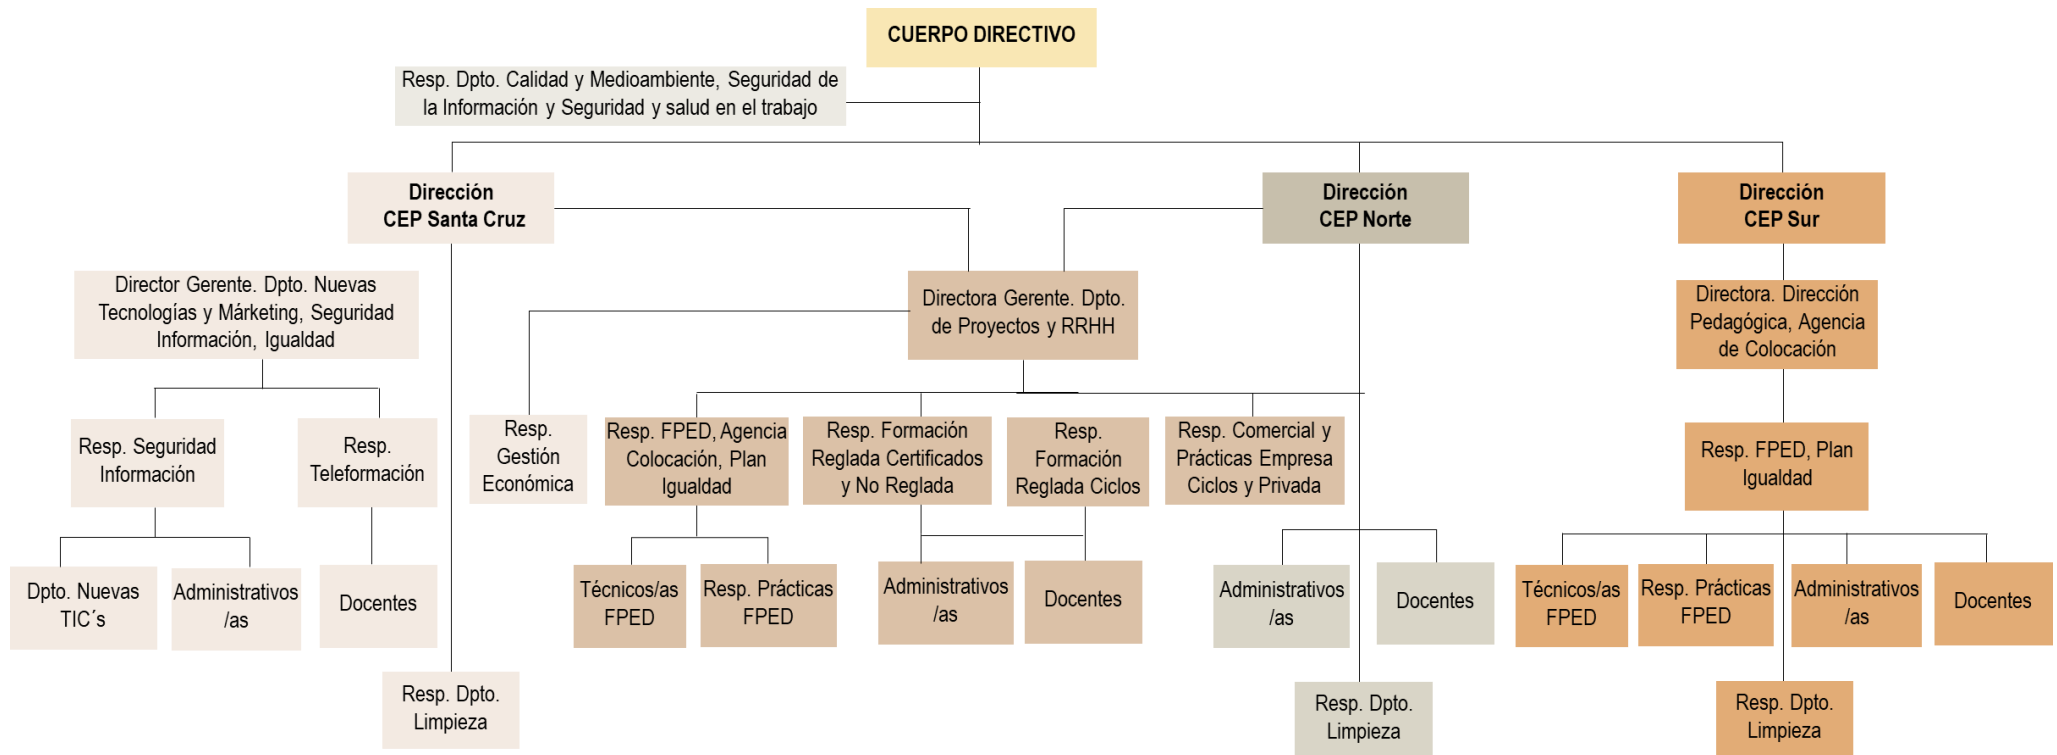 CUERPO DIRECTIVO
Resp. Dpto. Calidad y Medioambiente, Seguridad de
la Información y Seguridad y salud en el trabajo
Dirección
CEP Santa Cruz
Dirección
CEP Norte
Dirección
CEP Sur
Director Gerente. Dpto. Nuevas
Tecnologías y Márketing, Seguridad
Información, Igualdad
Directora Gerente. Dpto.
de Proyectos y RRHH
Directora. Dirección
Pedagógica, Agencia
de Colocación
Resp. Seguridad
Información
Resp.
Teleformación
Resp.
Gestión
Económica
Resp. FPED, Agencia
Colocación, Plan
Igualdad
Resp. Formación
Reglada Certificados
y No Reglada
Resp.
Formación
Reglada Ciclos
Resp. Comercial y
Prácticas Empresa
Ciclos y Privada
Resp. FPED, Plan
Igualdad
Dpto. Nuevas
TIC´s
Administrativos
/as
Docentes
Técnicos/as
FPED
Resp. Prácticas
FPED
Administrativos
/as
Docentes
Administrativos
/as
Docentes
Técnicos/as
FPED
Resp. Prácticas
FPED
Administrativos
/as
Docentes
Resp. Dpto.
Limpieza
Resp. Dpto.
Limpieza
Resp. Dpto.
Limpieza